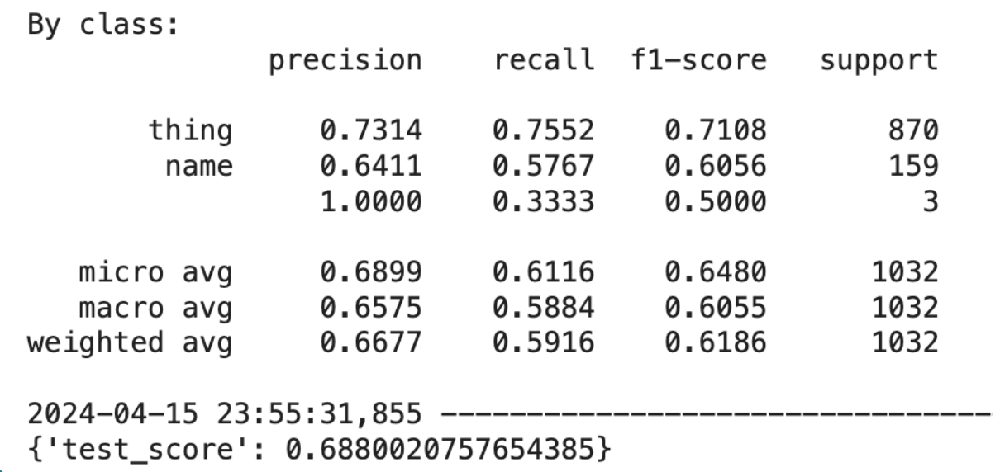 By class:
precision recall f1-score support
thing 0.7314 0.7552 0.7108 870
name 0.6411 0.5767 0.6056 159
1.0000 0.3333 0.5000 3
micro avg 0.6899 0.6116 0.6480 1032
macro avg 0.6575 0.5884 0.6055 1032
weighted avg 0.6677 0.5916 0.6186 1032
2024-04-15 23:55:31,855 --------------------------------
{'test_score': 0.6880020757654385}